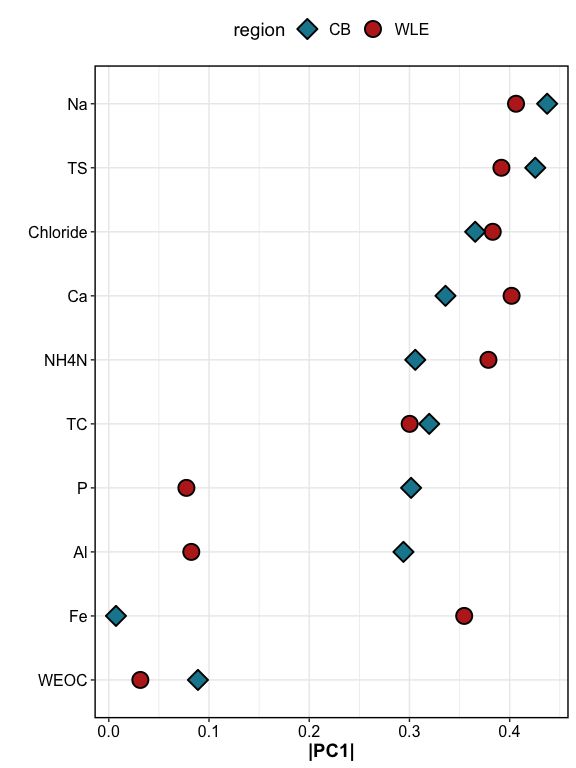 region CB WLE
Na
TS
Chloride
Ca
NH4N
TC
P
Al
Fe
WEOC
0.0 0.1 0.2 0.3 0.4
|PC1|